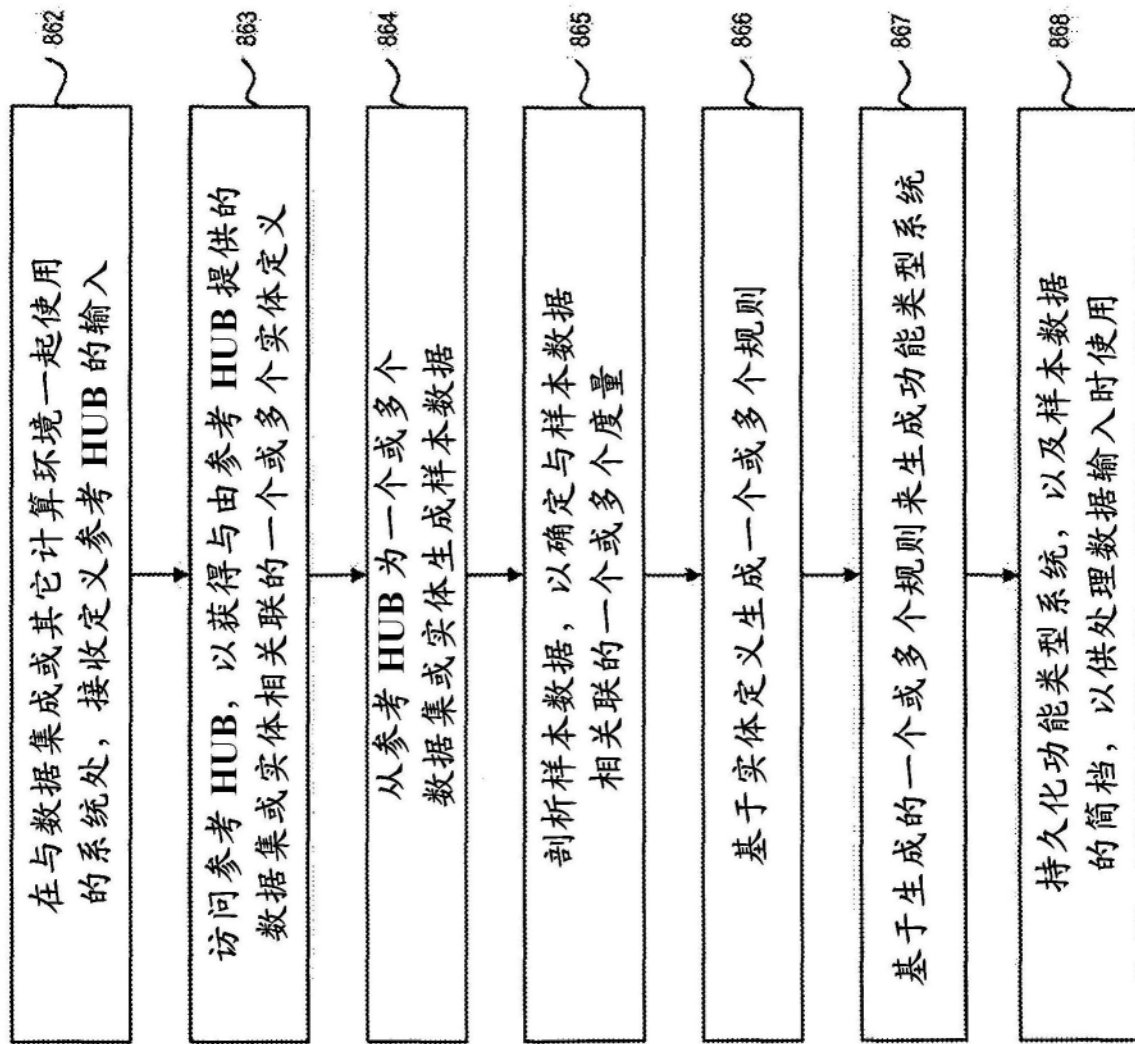 在与数据集成或其它计算环境一起使用
的系统处，接收定义参考 HUB 的输入
862
访问参考 HUB，以获得与由参考 HUB 提供的
数据集或实体相关联的一个或多个实体定义
863
从参考 HUB 为一个或多个
数据集或实体生成样本数据
864
剖析样本数据，以确定与样本数据
相关联的一个或多个度量
865
基于实体定义生成一个或多个规则
866
基于生成的一个或多个规则来生成功能类型系统
867
持久化功能类型系统，以及样本数据
的简档，以供处理数据输入时使用
868